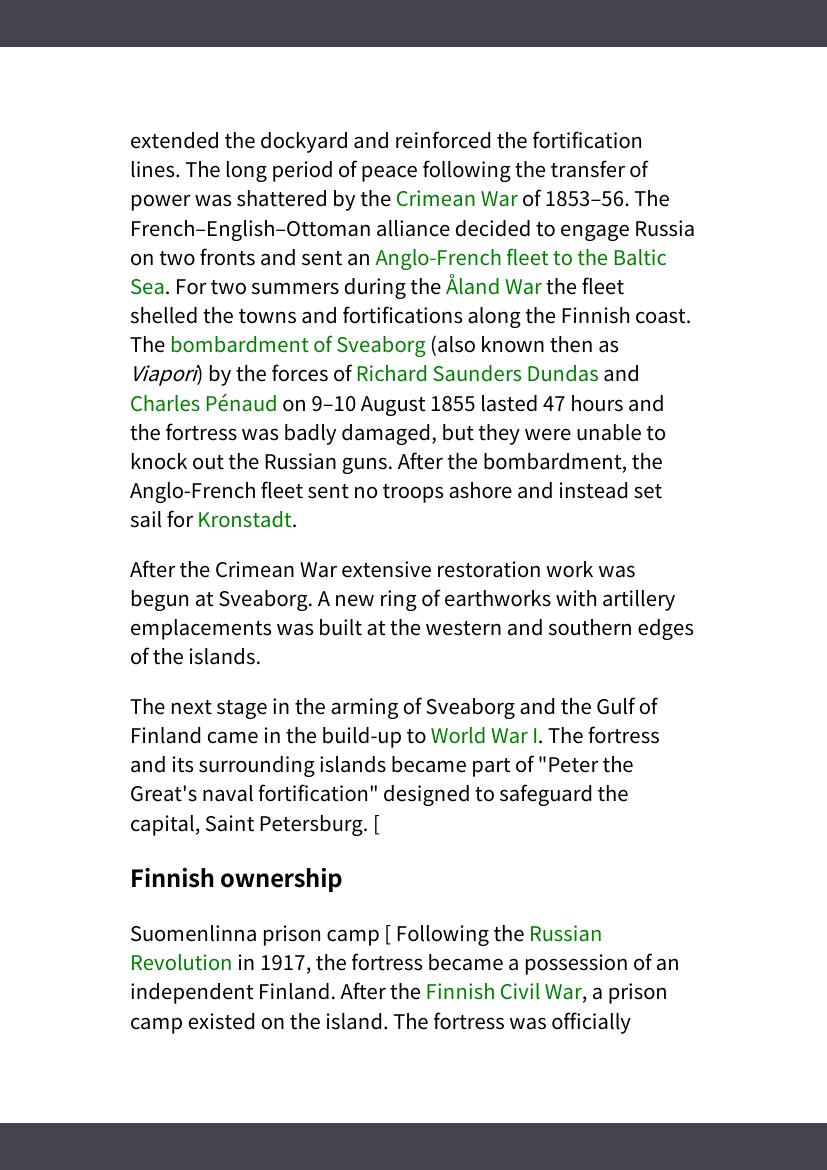 extended the dockyard and reinforced the fortification
lines. The long period of peace following the transfer of
power was shattered by the Crimean War of 1853–56. The
French–English–Ottoman alliance decided to engage Russia
on two fronts and sent an Anglo-French fleet to the Baltic
Sea. For two summers during the Åland War the fleet
shelled the towns and fortifications along the Finnish coast.
The bombardment of Sveaborg (also known then as
Viapori) by the forces of Richard Saunders Dundas and
Charles Pénaud on 9–10 August 1855 lasted 47 hours and
the fortress was badly damaged, but they were unable to
knock out the Russian guns. After the bombardment, the
Anglo-French fleet sent no troops ashore and instead set
sail for Kronstadt.
After the Crimean War extensive restoration work was
begun at Sveaborg. A new ring of earthworks with artillery
emplacements was built at the western and southern edges
of the islands.
The next stage in the arming of Sveaborg and the Gulf of
Finland came in the build-up to World War I. The fortress
and its surrounding islands became part of "Peter the
Great's naval fortification" designed to safeguard the
capital, Saint Petersburg. [
Finnish ownership
Suomenlinna prison camp [ Following the Russian
Revolution in 1917, the fortress became a possession of an
independent Finland. After the Finnish Civil War, a prison
camp existed on the island. The fortress was officially